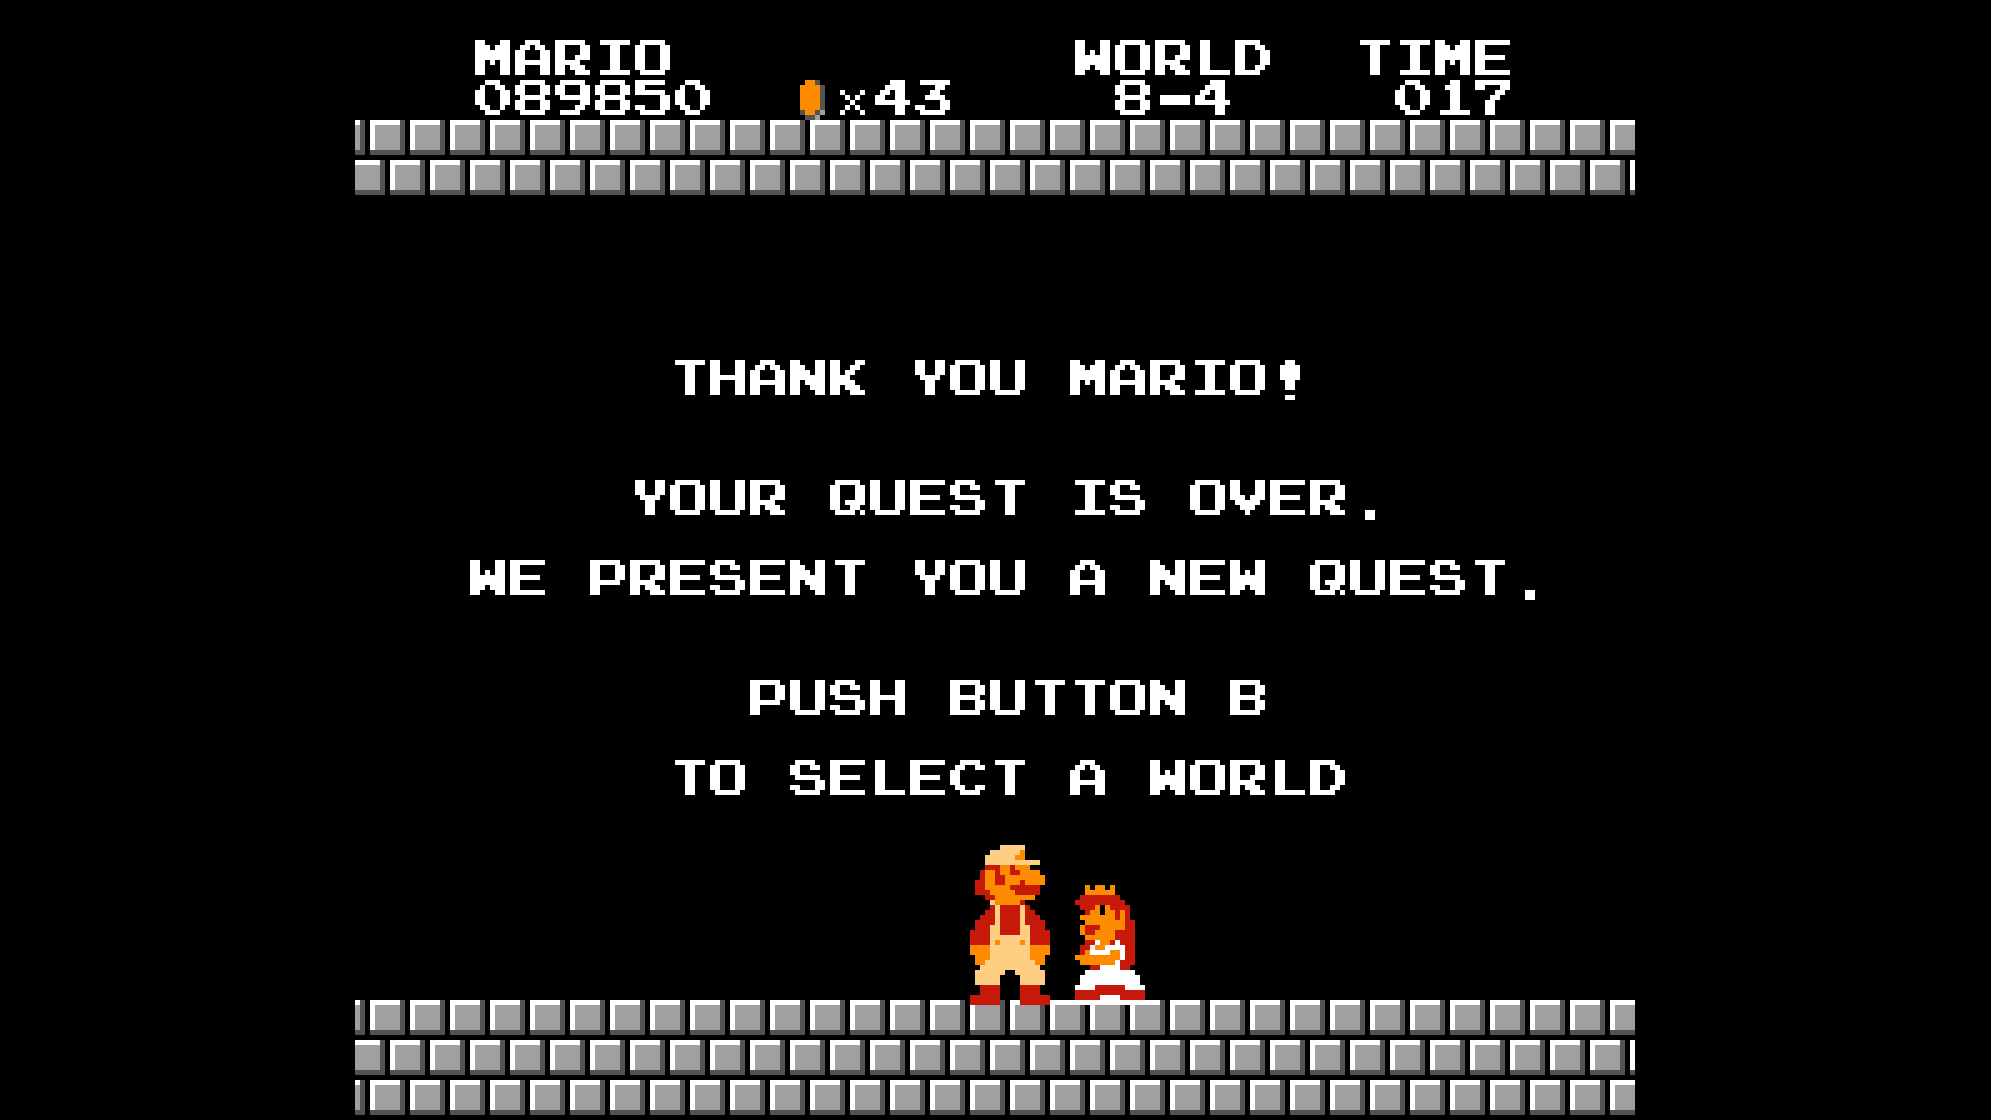 MARIO WORLD TIME
089850 ×43 8-4 017
THANK YOU MARIO!
YOUR QUEST IS OVER.
WE PRESENT YOU A NEW QUEST.
PUSH BUTTON B
TO SELECT A WORLD